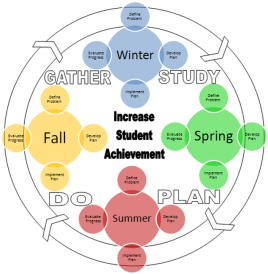 Define
Problem
Evaluate
Progress
Winter
Develop
Plan
Implement
Plan
GATHER
STUDY
Define
Problem
Evaluate
Progress
Fall
Develop
Plan
Implement
Plan
Increase
Student
Achievement
Define
Problem
Evaluate
Progress
Spring
Develop
Plan
Implement
Plan
DO
PLAN
Define
Problem
Evaluate
Progress
Summer
Develop
Plan
Implement
Plan